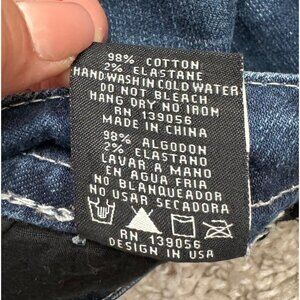 98% COTTON
2% ELASTANE
HAND WASH IN COLD WATER
DO NOT BLEACH
HANG DRY NO IRON
RN 139056
MADE IN CHINA
98% ALGODON
2% ELASTANO
LAVAR A MANO
EN AGUA FRIA
NO BLANQUEADOR
NO USAR SECADORA
RN 139056
DESIGN IN USA